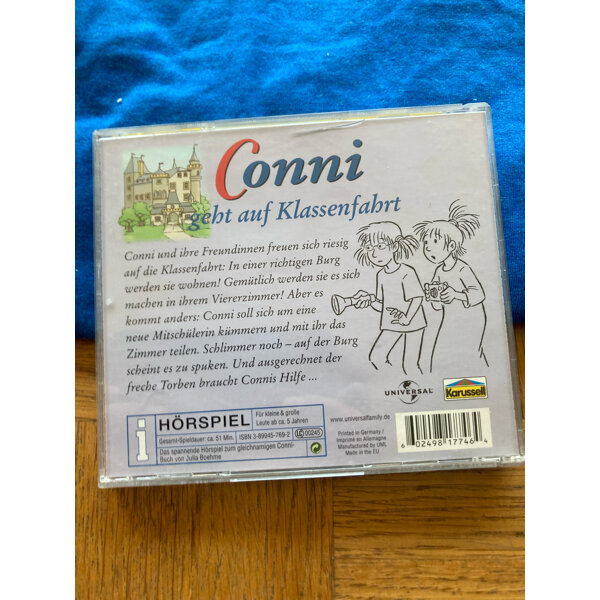 Conni
geht auf Klassenfahrt
Conni und ihre Freundinnen freuen sich riesig
auf die Klassenfahrt: In einer richtigen Burg
werden sie wohnen! Gemütlich werden sie es sich
machen in ihrem Viererzimmer! Aber es
kommt anders: Conni soll sich um eine
neue Mitschülerin kümmern und mit ihr das
Zimmer teilen. Schlimmer noch – auf der Burg
scheint es zu spuken. Und ausgerechnet der
freche Torben braucht Connis Hilfe ...
UNIVERSAL
Karussell
i
HÖRSPIEL
Für kleine & große
Leute ab ca. 5 Jahren
Gesamt-Spieldauer: ca. 51 Min.
ISBN 3-89945-769-2
LC 00245
Das spannende Hörspiel zum gleichnamigen Conni-
Buch von Julia Boehme
www.universalfamily.de
Printed in Germany /
Imprimé en Allemagne
Manufactured by UML
Made in the EU
6 02498 17746 4